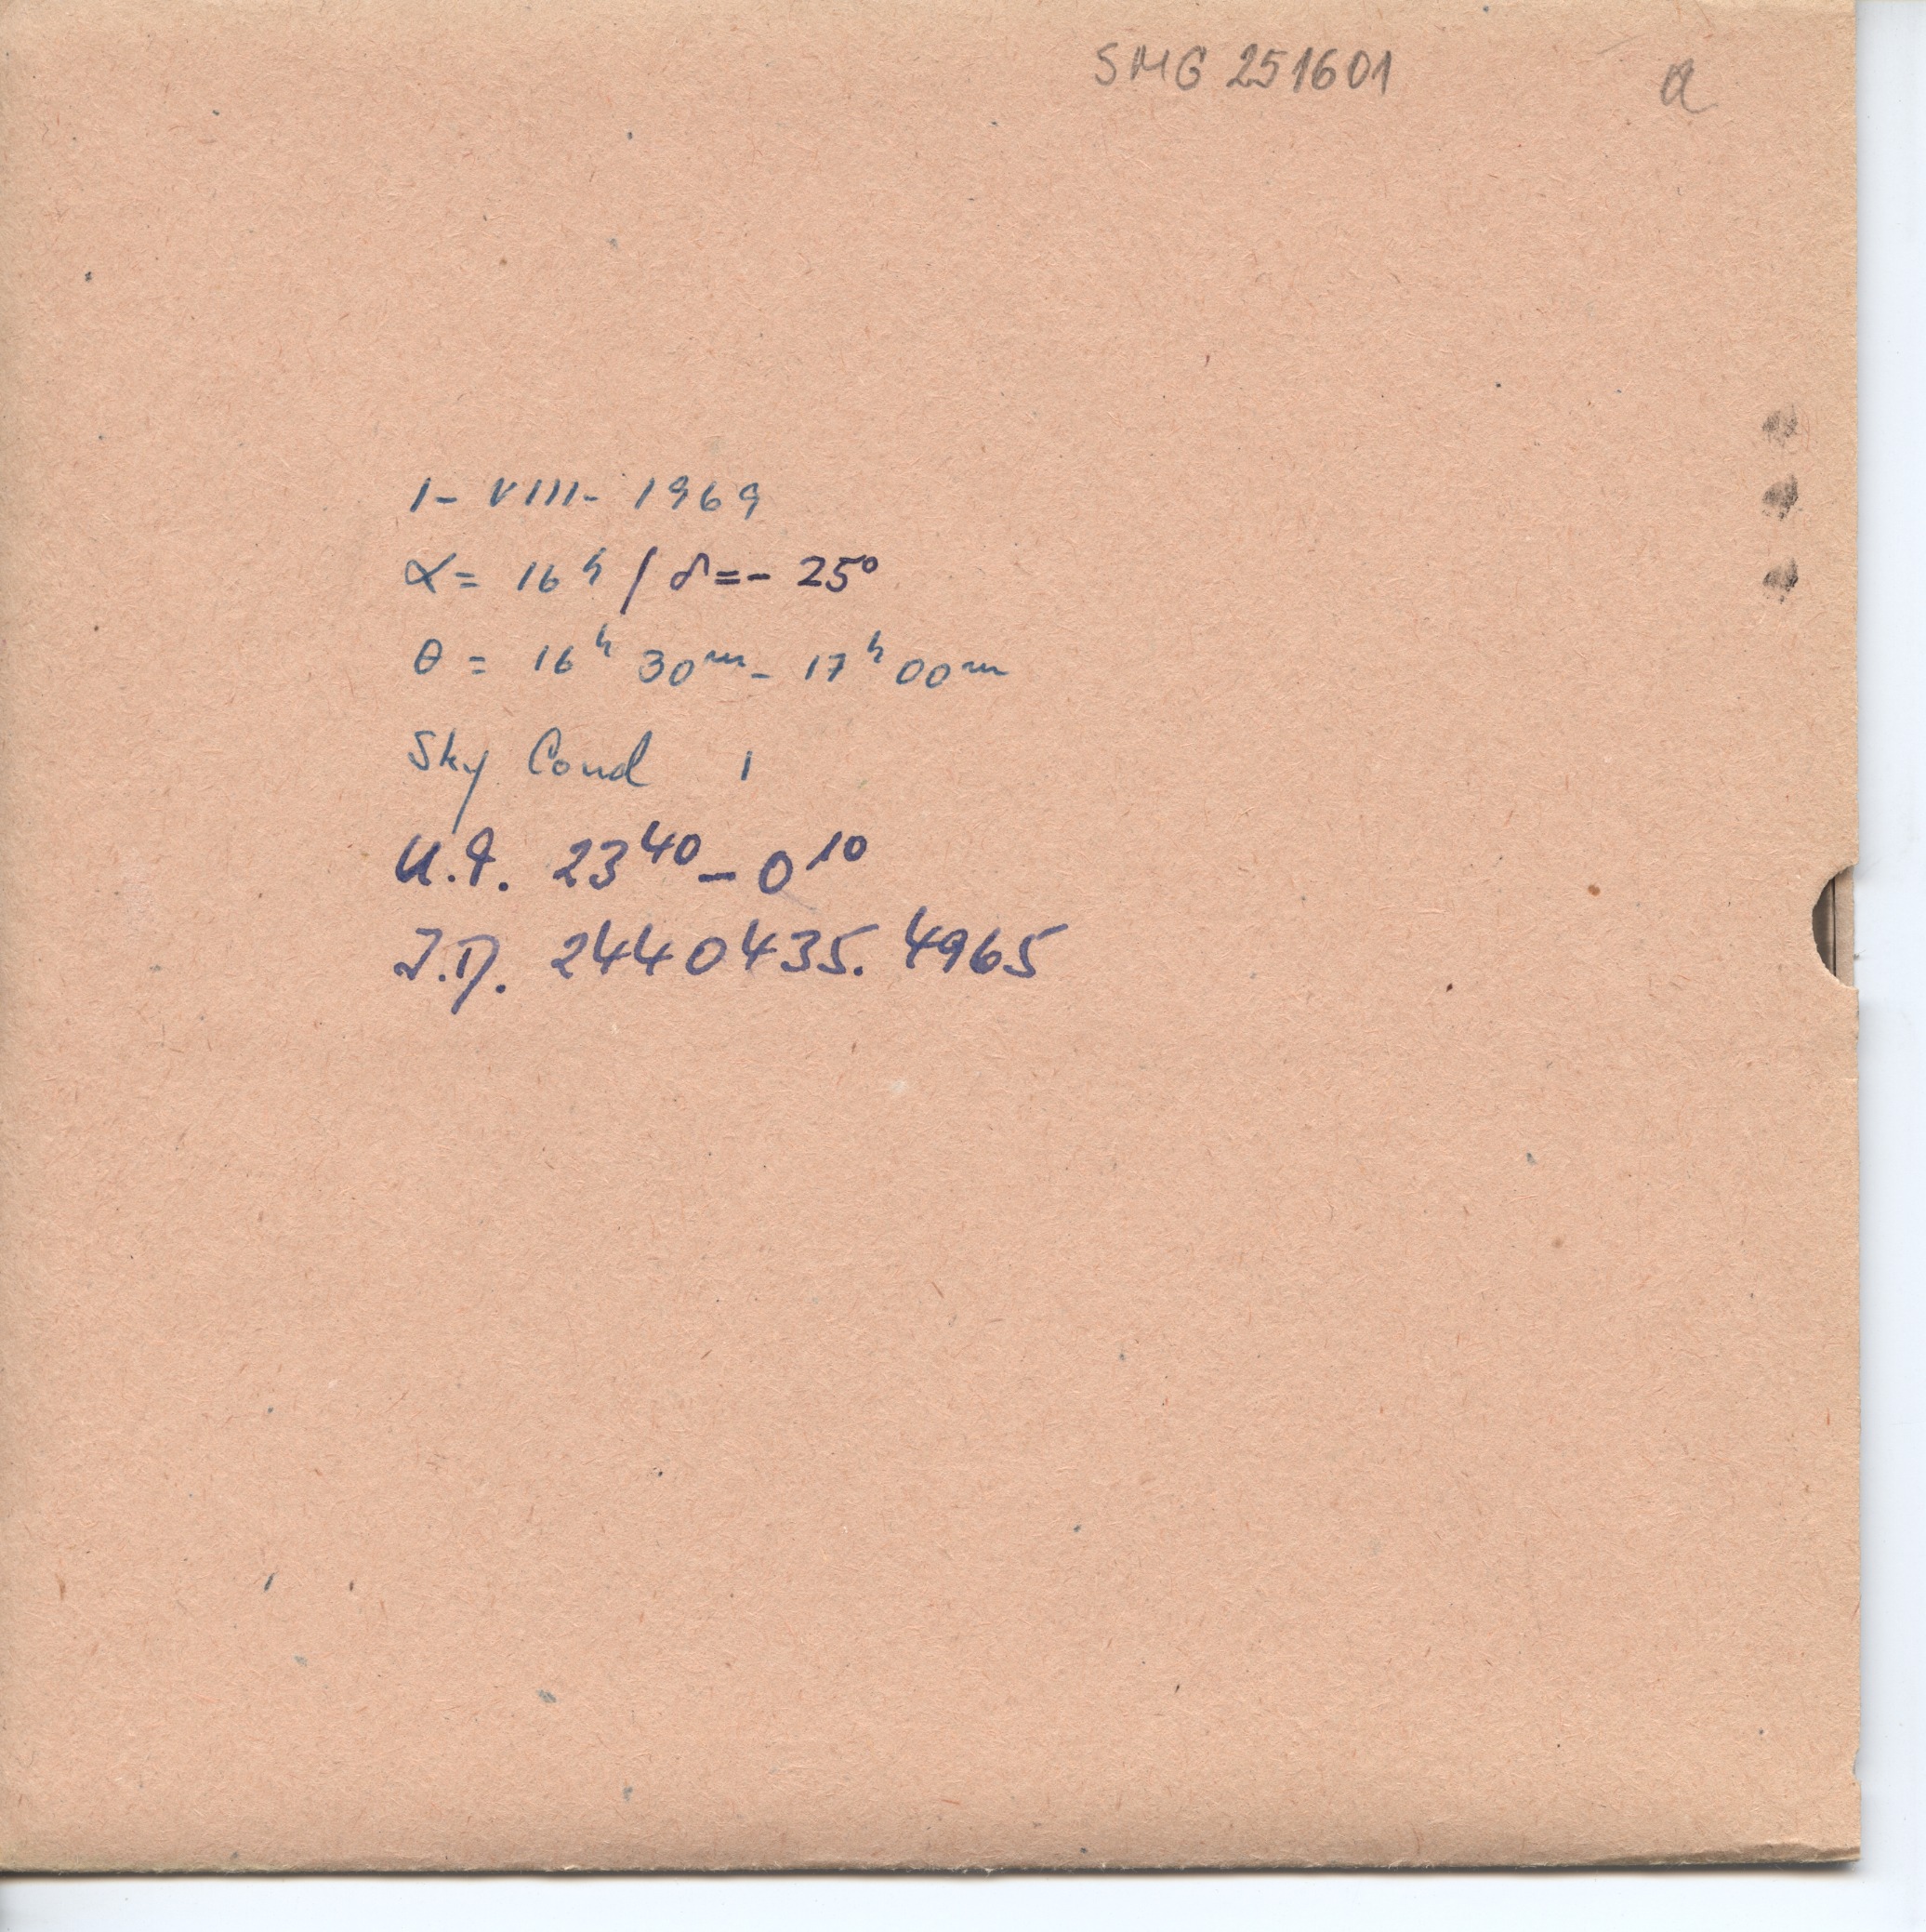 SMG 251601 a
1- VIII- 1969
α= 16ʰ / δ=- 25°
θ = 16ʰ 30ᵐ- 17ʰ 00ᵐ
Sky Cond 1
U.T. 23⁴⁰ - 0¹⁰
J.D. 2440435.4965